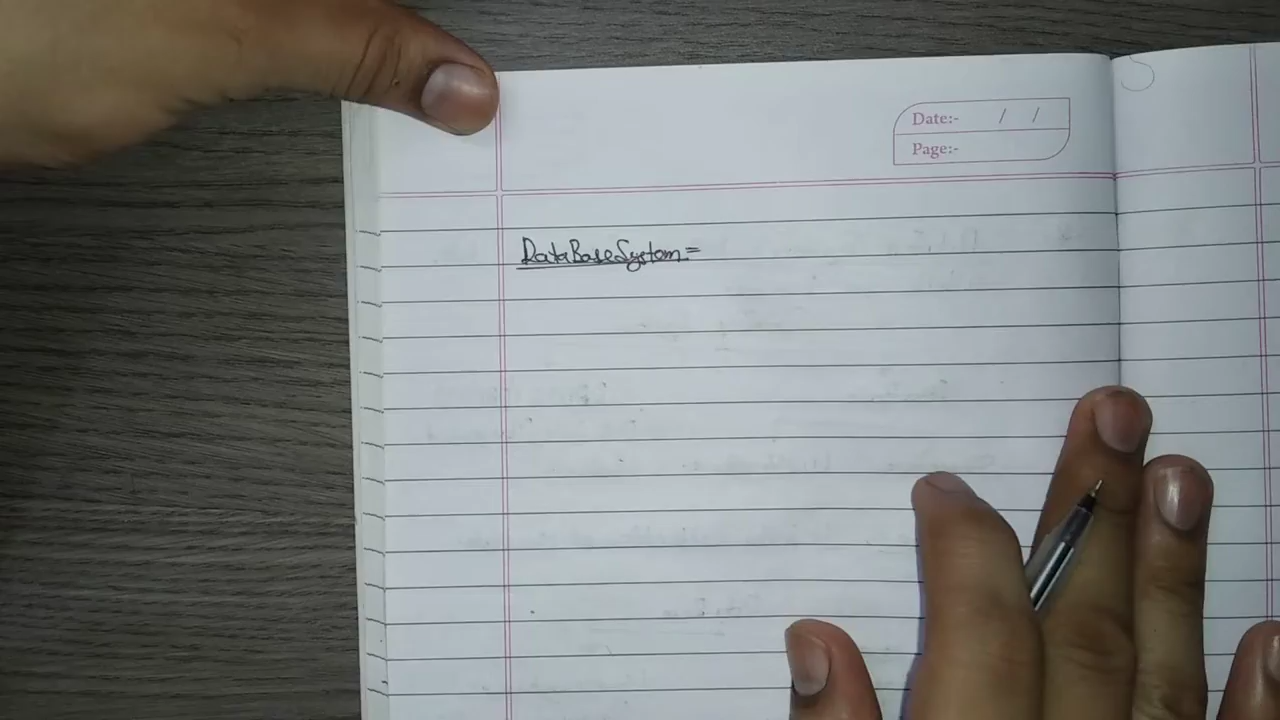 Date:- / /
Page:-
DataBase System =